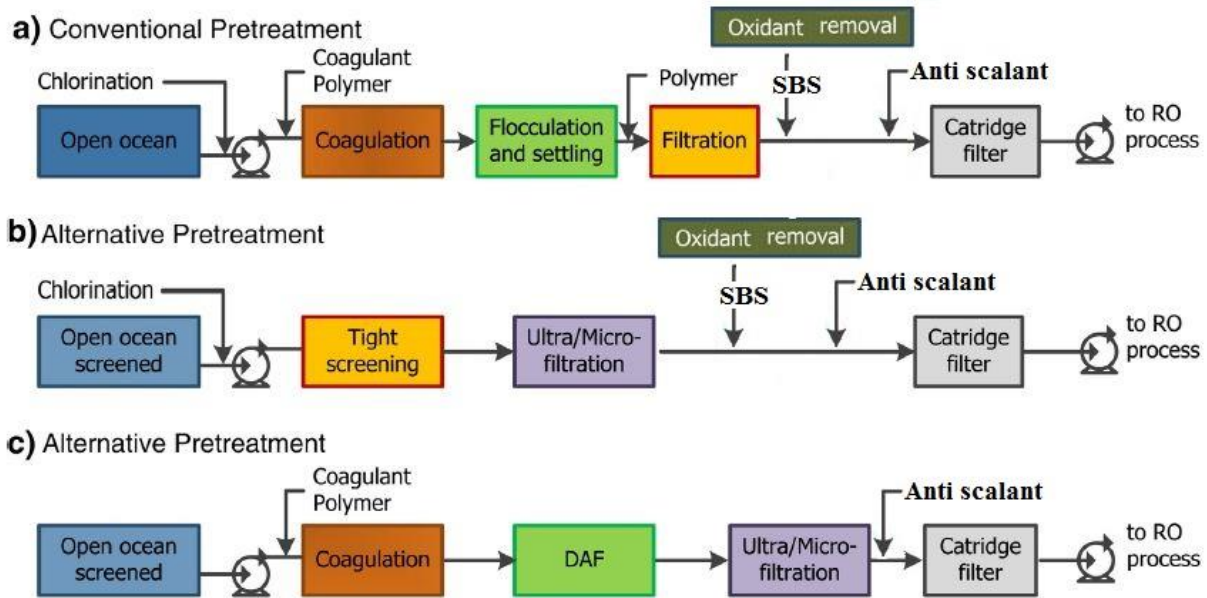 a) Conventional Pretreatment
Oxidant removal
Chlorination
Coagulant
Polymer
Polymer
SBS
Anti scalant
Open ocean
Coagulation
Flocculation
and settling
Filtration
Catridge
filter
to RO
process
b) Alternative Pretreatment
Oxidant removal
Chlorination
SBS
Anti scalant
Open ocean
screened
Tight
screening
Ultra/Micro-
filtration
Catridge
filter
to RO
process
c) Alternative Pretreatment
Coagulant
Polymer
Anti scalant
Open ocean
screened
Coagulation
DAF
Ultra/Micro-
filtration
Catridge
filter
to RO
process